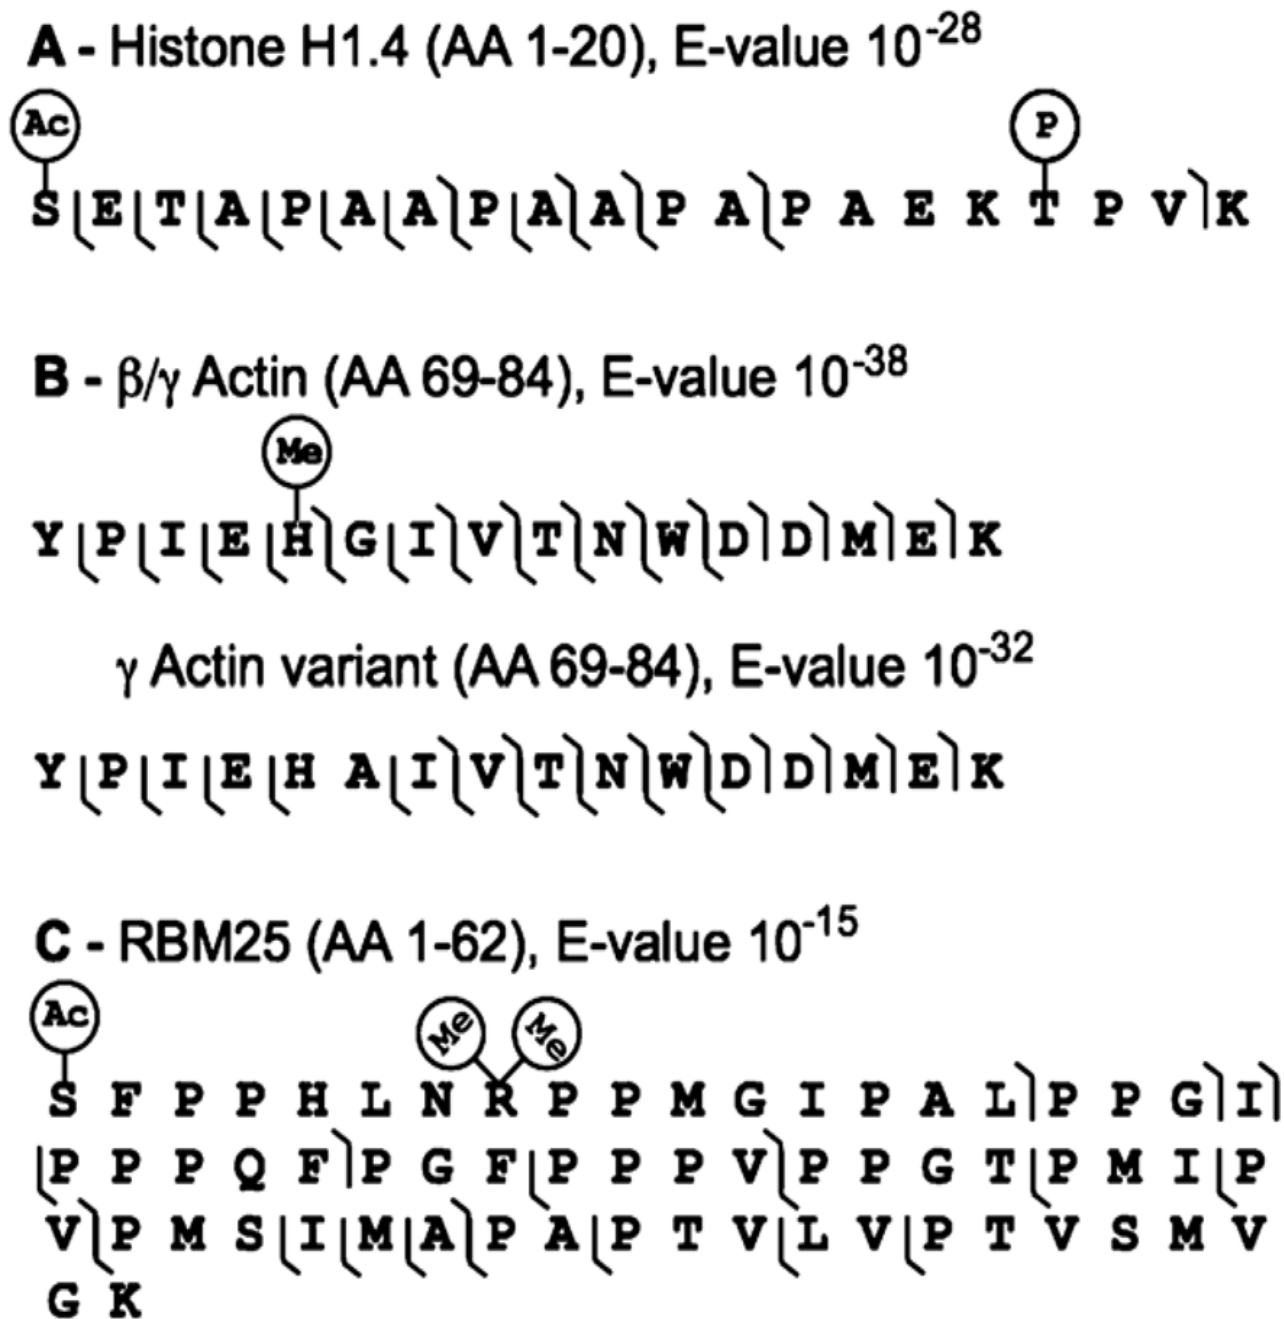 A - Histone H1.4 (AA 1-20), E-value 10-28
Ac P
S E T A P A A P A A P A P A E K T P V K
B - β/γ Actin (AA 69-84), E-value 10-38
Me
Y P I E H G I V T N W D D M E K
γ Actin variant (AA 69-84), E-value 10-32
Y P I E H A I V T N W D D M E K
C - RBM25 (AA 1-62), E-value 10-15
Ac Me Me
S F P P H L N R P P M G I P A L P P G I
P P P Q F P G F P P P V P P G T P M I P
V P M S I M A P A P T V L V P T V S M V
G K